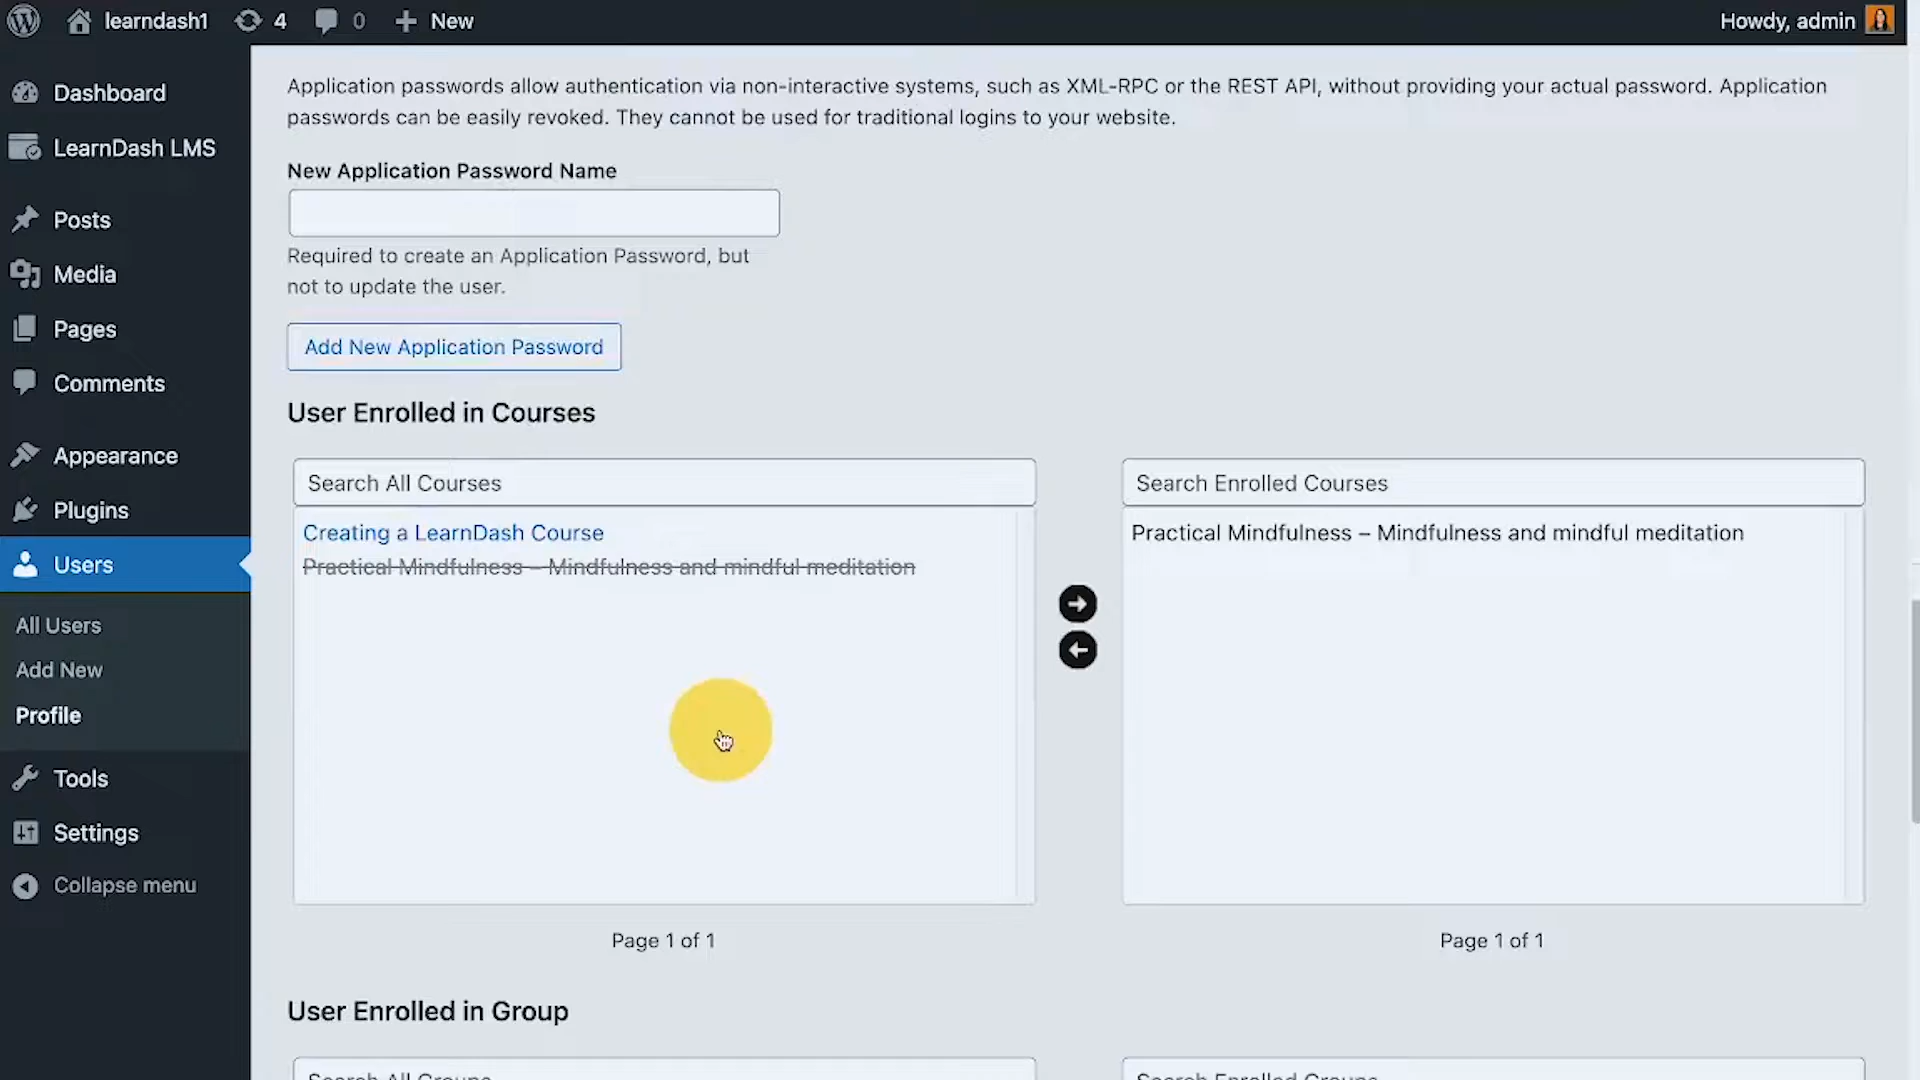 learndash1
4
0
New
Howdy, admin
Dashboard
LearnDash LMS
Posts
Media
Pages
Comments
Appearance
Plugins
Users
All Users
Add New
Profile
Tools
Settings
Collapse menu
Application passwords allow authentication via non-interactive systems, such as XML-RPC or the REST API, without providing your actual password. Application
passwords can be easily revoked. They cannot be used for traditional logins to your website.
New Application Password Name
Required to create an Application Password, but
not to update the user.
Add New Application Password
User Enrolled in Courses
Search All Courses
Creating a LearnDash Course
Practical Mindfulness – Mindfulness and mindful meditation
Page 1 of 1
Search Enrolled Courses
Practical Mindfulness – Mindfulness and mindful meditation
Page 1 of 1
User Enrolled in Group
Search All Groups
Search Enrolled Groups